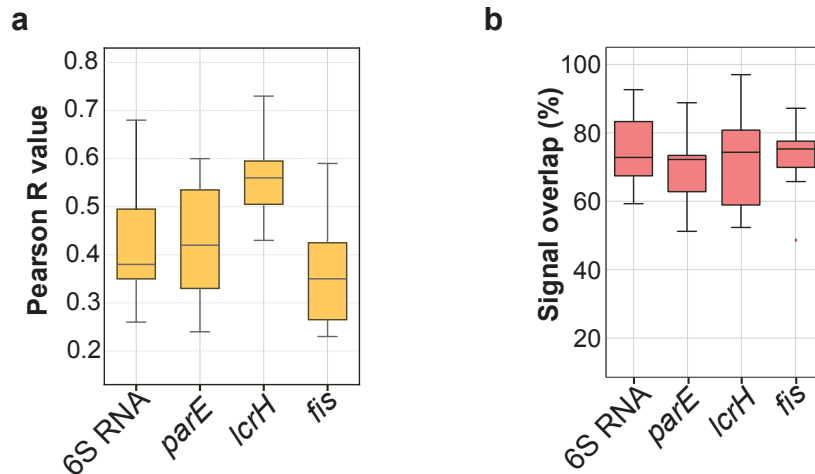 a
Pearson R value
0.8
0.7
0.6
0.5
0.4
0.3
0.2
6S RNA
parE
lcrH
fis
b
Signal overlap (%)
100
80
60
40
20
6S RNA
parE
lcrH
fis